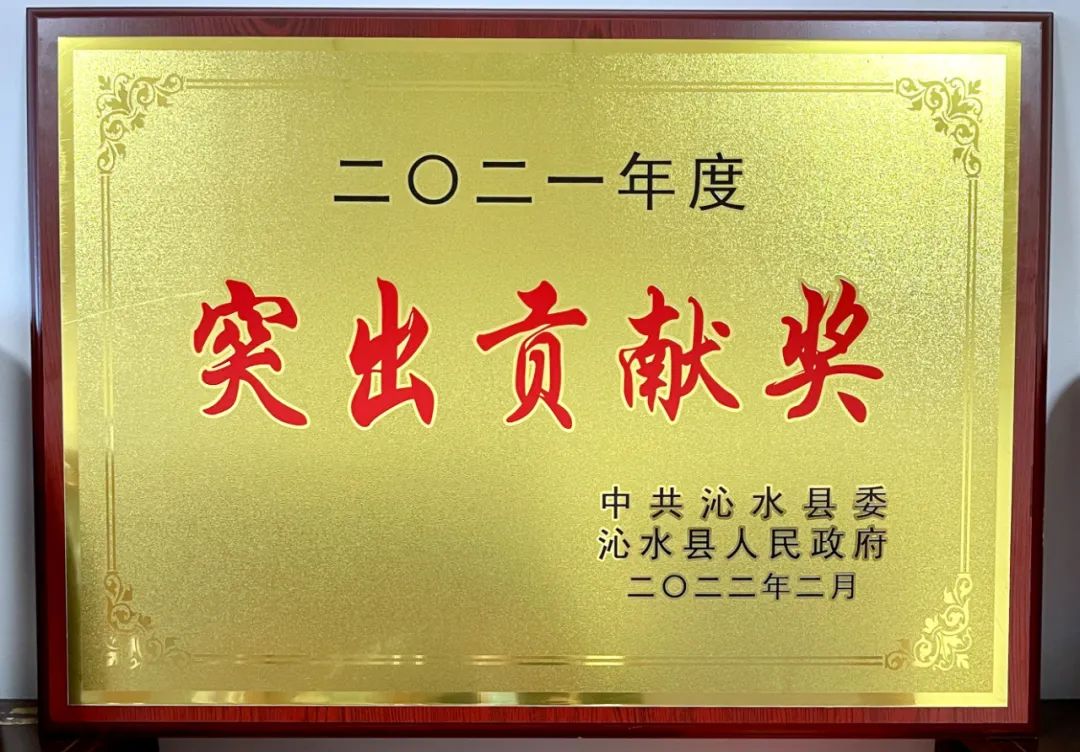 二〇二一年度
突出贡献奖
中共沁水县委
沁水县人民政府
二〇二二年二月